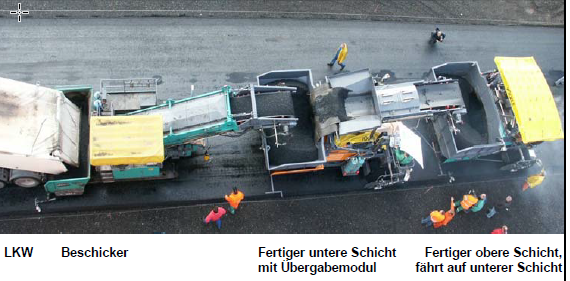 LKW Beschicker Fertiger untere Schicht Fertiger obere Schicht,
mit Übergabemodul fährt auf unterer Schicht